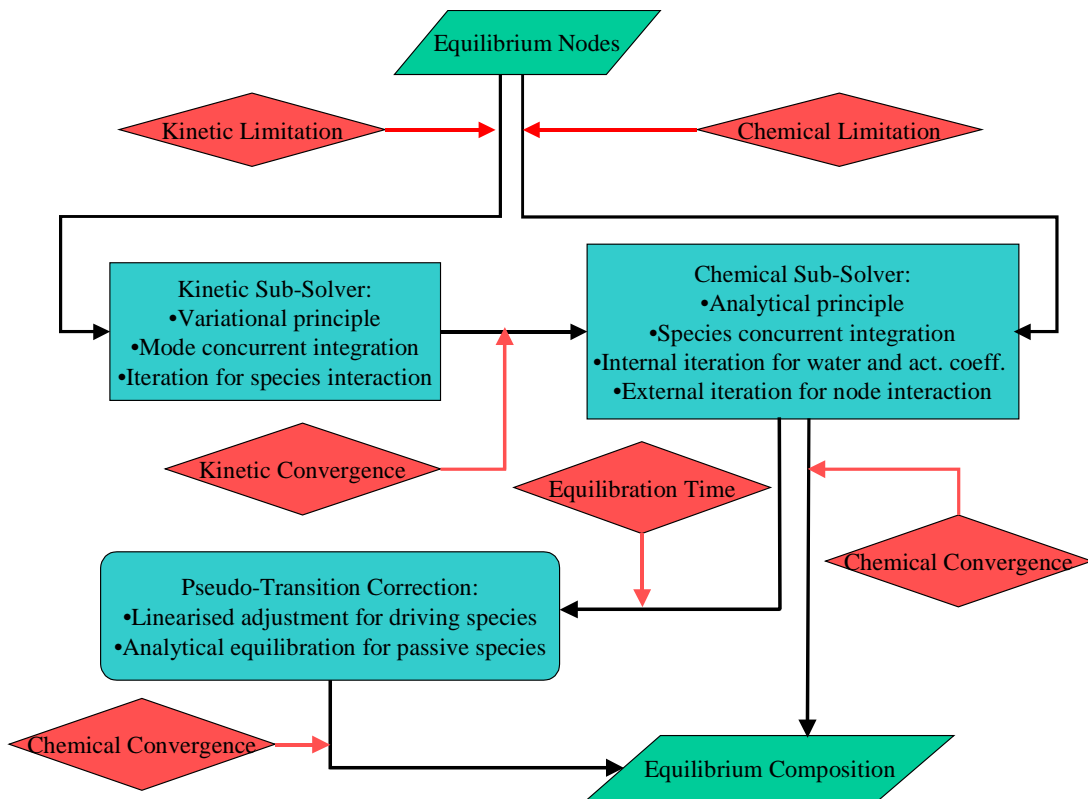 Equilibrium Nodes
Kinetic Limitation
Chemical Limitation
Kinetic Sub-Solver:
•Variational principle
•Mode concurrent integration
•Iteration for species interaction
Chemical Sub-Solver:
•Analytical principle
•Species concurrent integration
•Internal iteration for water and act. coeff.
•External iteration for node interaction
Kinetic Convergence
Equilibration Time
Chemical Convergence
Pseudo-Transition Correction:
•Linearised adjustment for driving species
•Analytical equilibration for passive species
Chemical Convergence
Equilibrium Composition